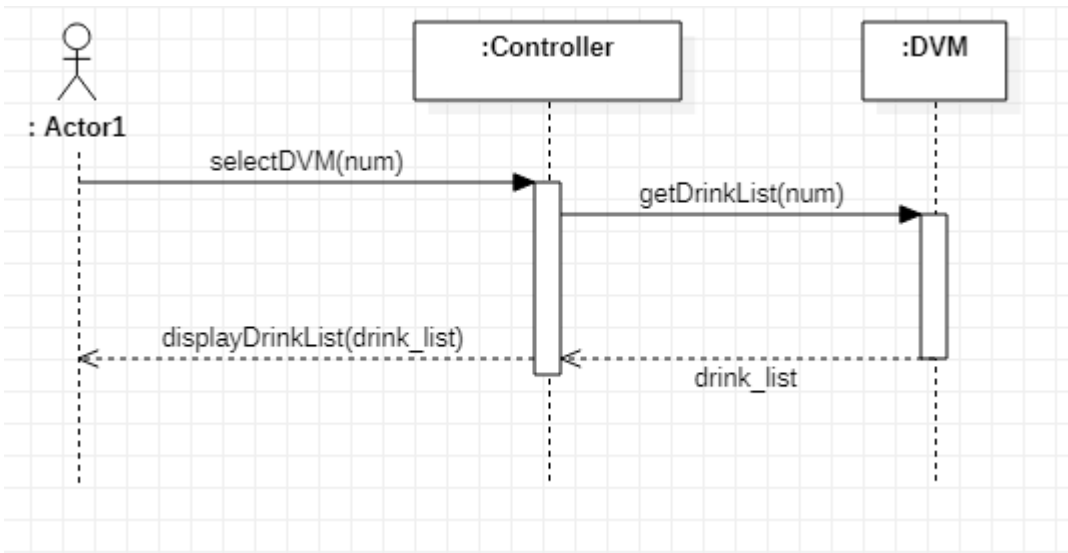 :Controller
:DVM
: Actor1
selectDVM(num)
getDrinkList(num)
displayDrinkList(drink_list)
drink_list